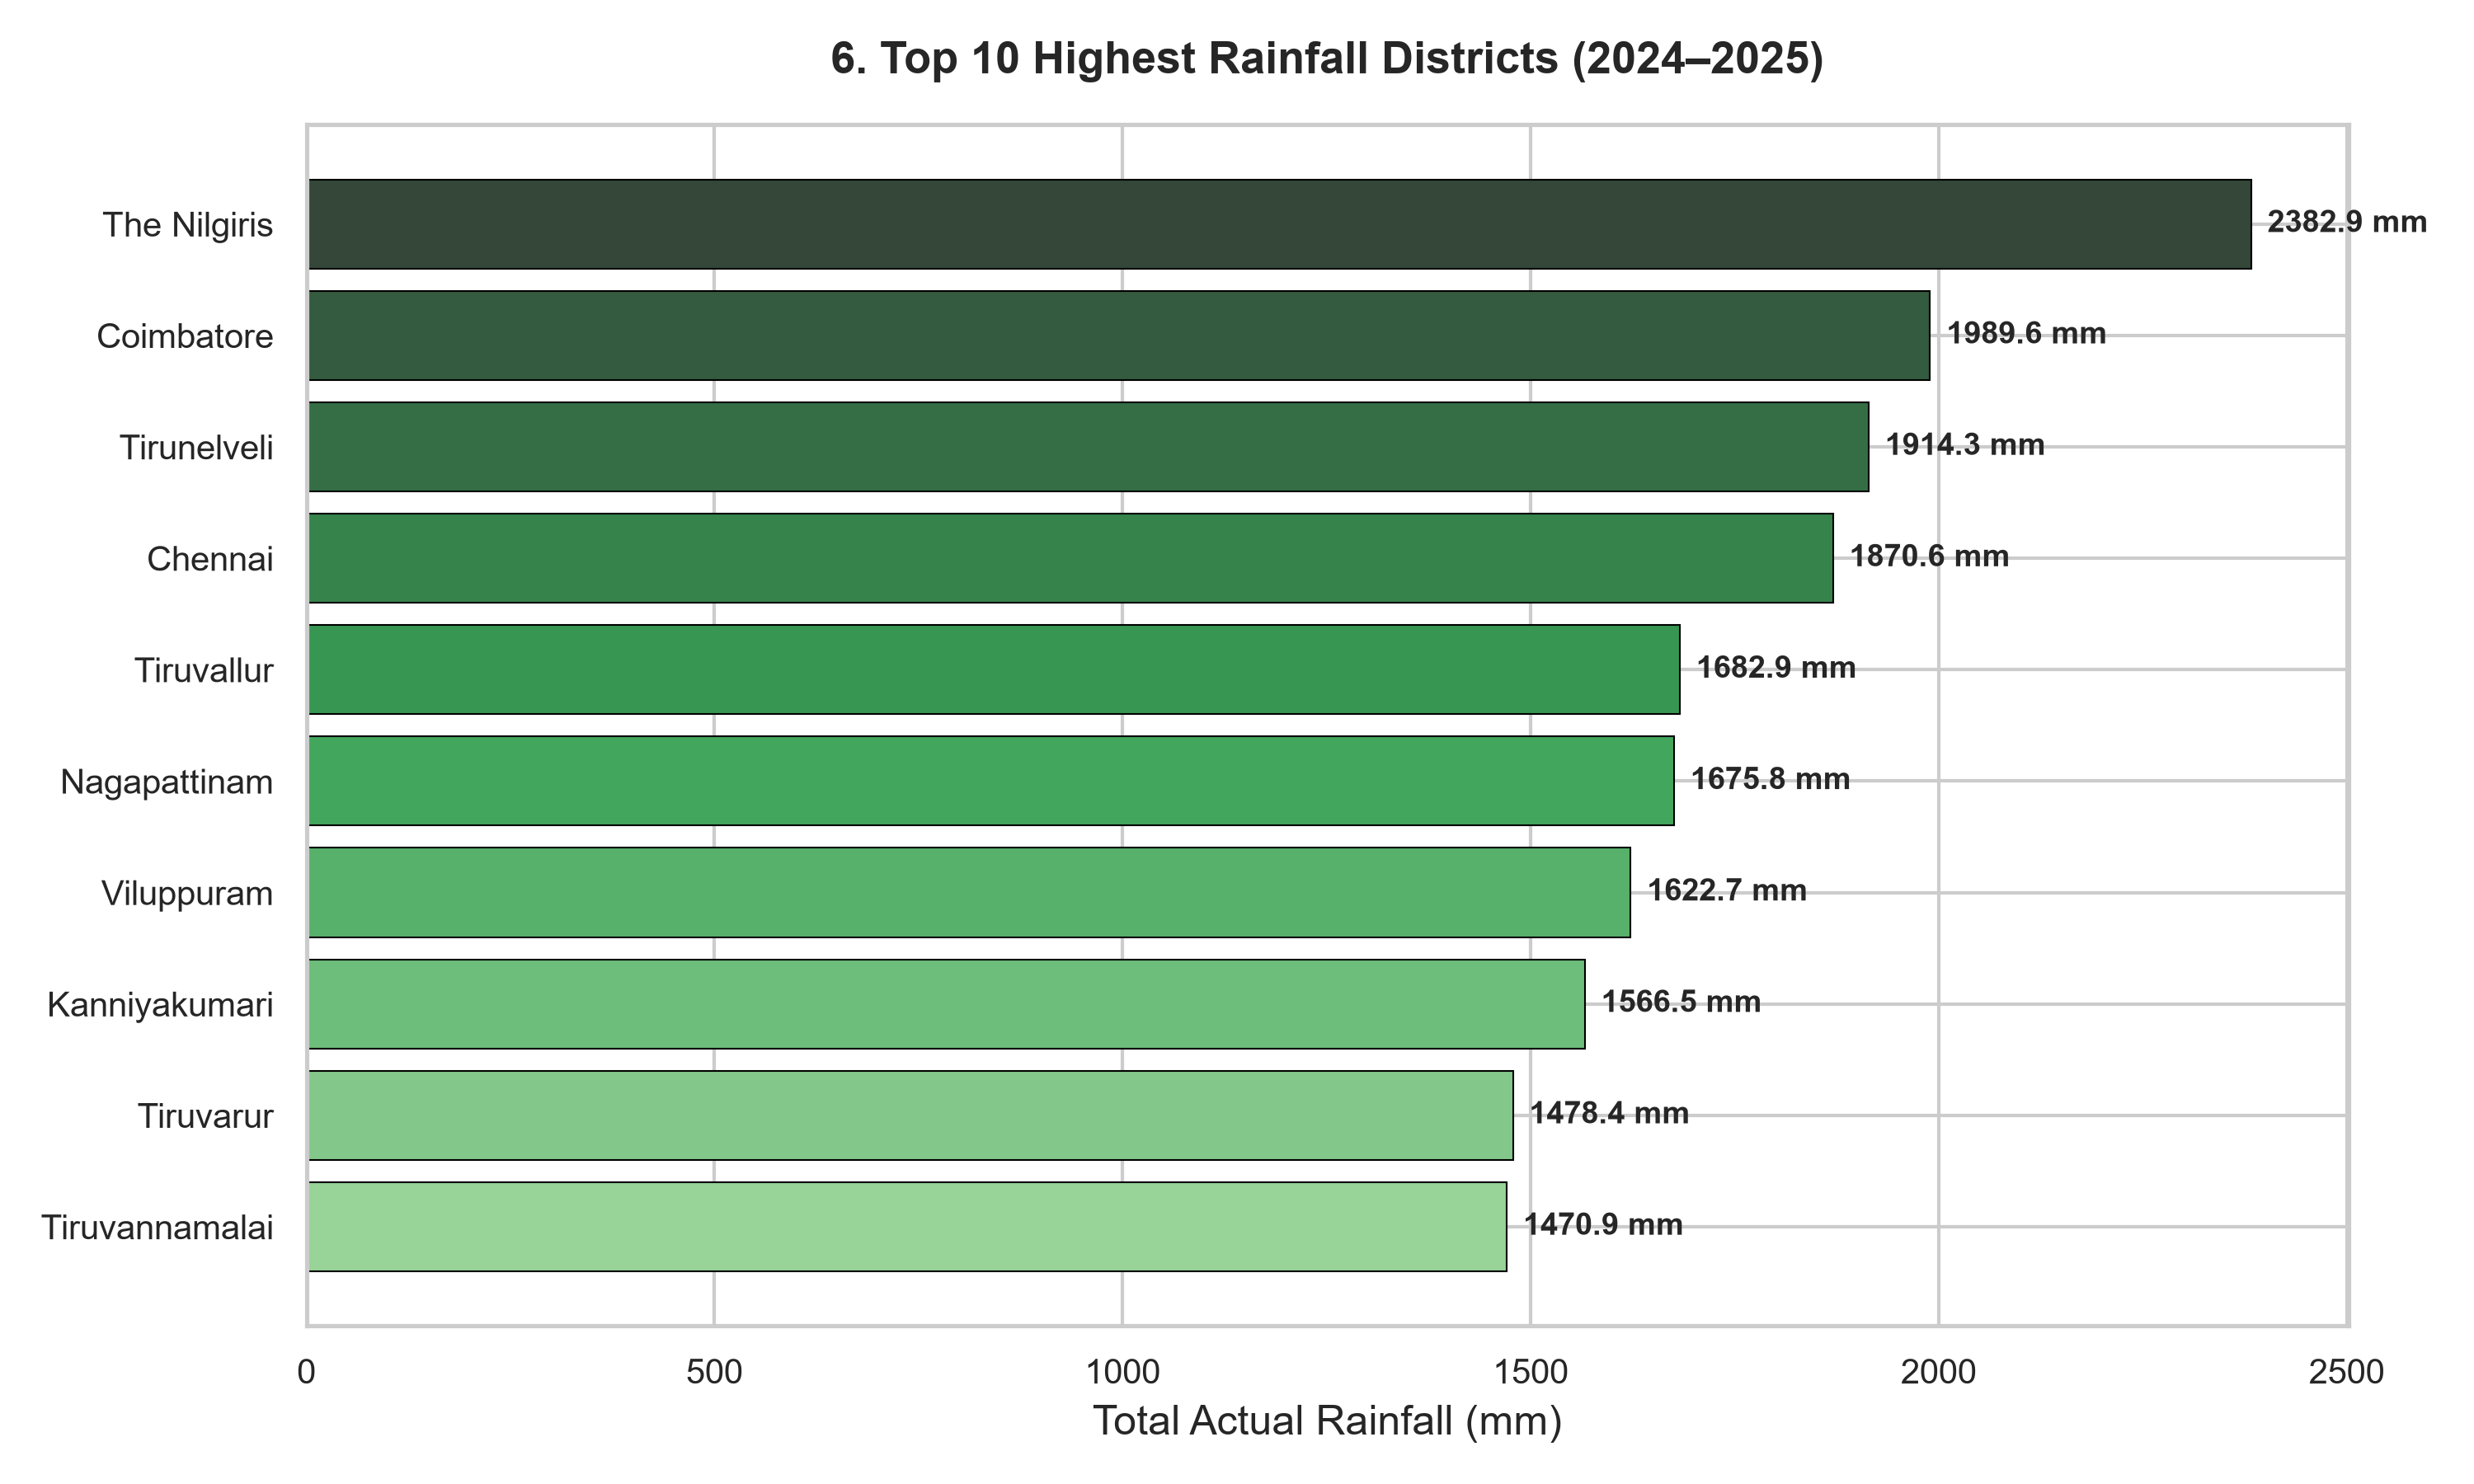 6. Top 10 Highest Rainfall Districts (2024–2025)
The Nilgiris 2382.9 mm
Coimbatore 1989.6 mm
Tirunelveli 1914.3 mm
Chennai 1870.6 mm
Tiruvallur 1682.9 mm
Nagapattinam 1675.8 mm
Viluppuram 1622.7 mm
Kanniyakumari 1566.5 mm
Tiruvarur 1478.4 mm
Tiruvannamalai 1470.9 mm
0 500 1000 1500 2000 2500
Total Actual Rainfall (mm)